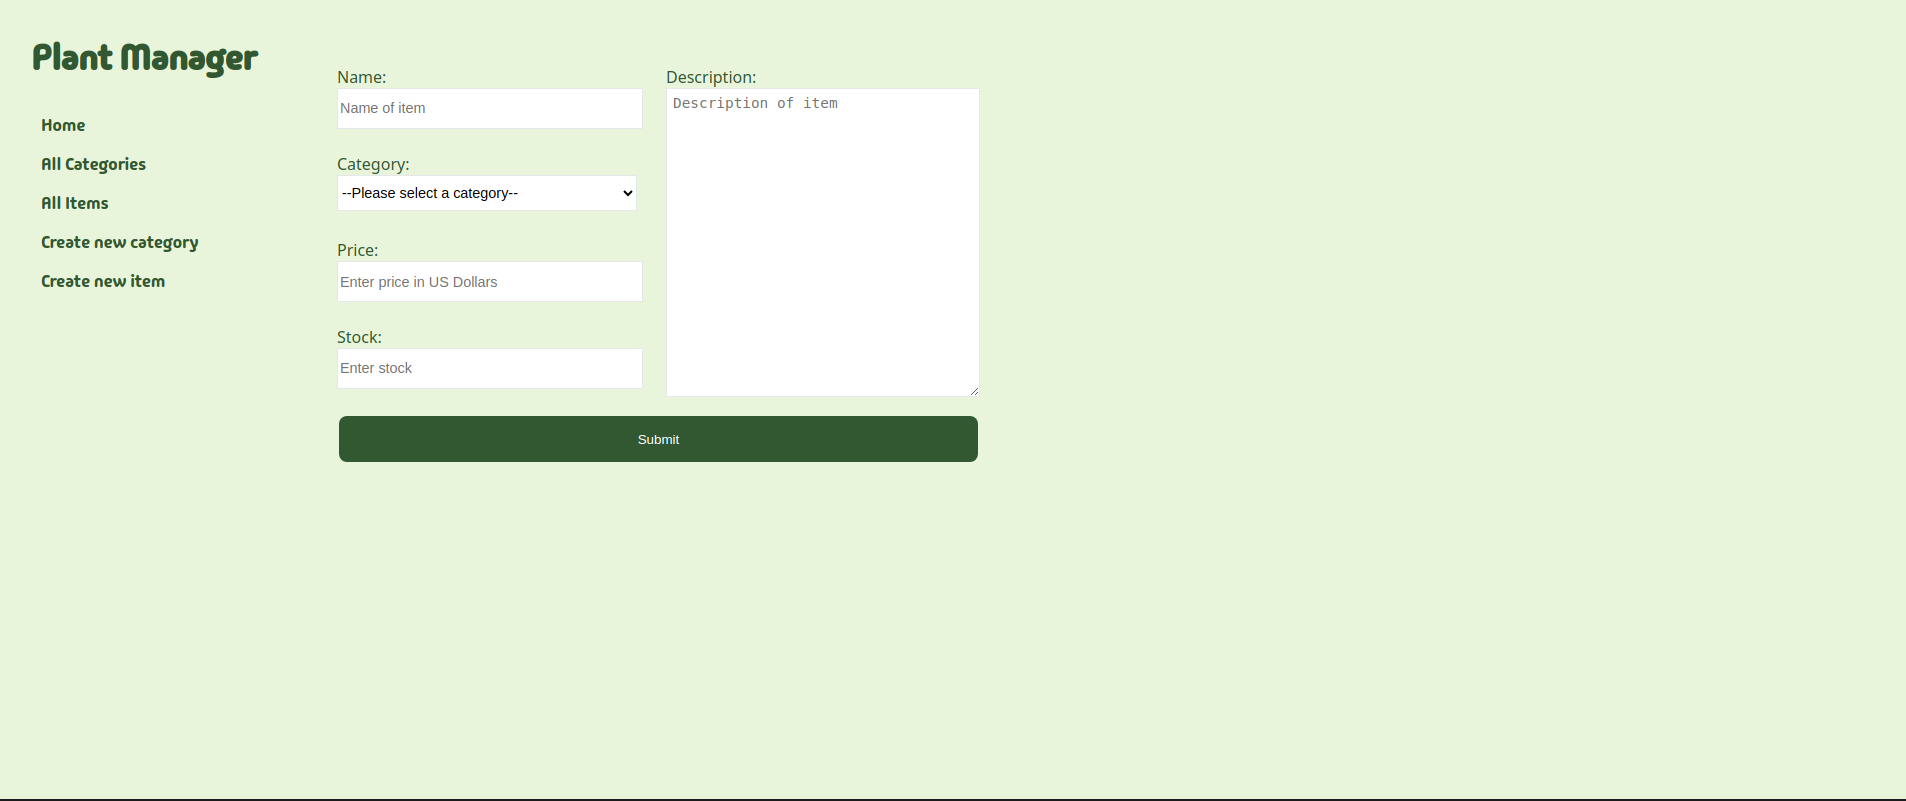 Plant Manager
Home
All Categories
All Items
Create new category
Create new item
Name:
Name of item
Category:
--Please select a category--
Price:
Enter price in US Dollars
Stock:
Enter stock
Description:
Description of item
Submit